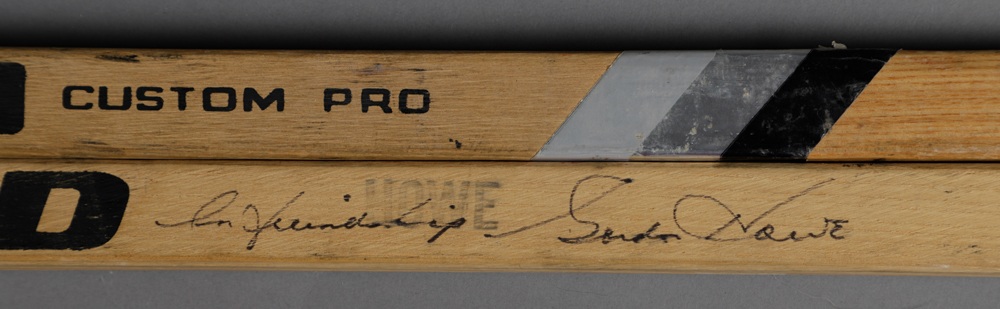 CUSTOM PRO
D
HOWE
In Friendship Gordon Howe